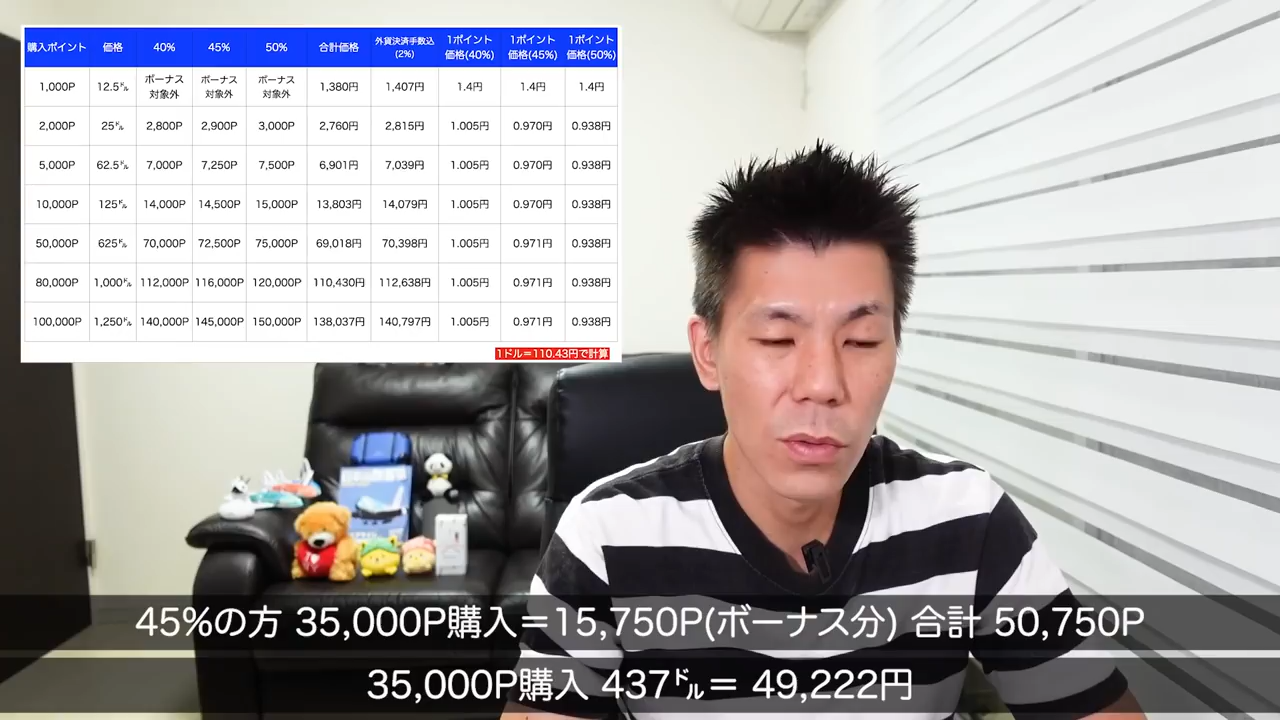 購入ポイント 価格 40% 45% 50% 合計価格 外貨決済手数込(2%) 1ポイント価格(40%) 1ポイント価格(45%) 1ポイント価格(50%)
1,000P 12.5㌦ ボーナス対象外 ボーナス対象外 ボーナス対象外 1,380円 1,407円 1.4円 1.4円 1.4円
2,000P 25㌦ 2,800P 2,900P 3,000P 2,760円 2,815円 1.005円 0.970円 0.938円
5,000P 62.5㌦ 7,000P 7,250P 7,500P 6,901円 7,039円 1.005円 0.970円 0.938円
10,000P 125㌦ 14,000P 14,500P 15,000P 13,803円 14,079円 1.005円 0.970円 0.938円
50,000P 625㌦ 70,000P 72,500P 75,000P 69,018円 70,398円 1.005円 0.971円 0.938円
80,000P 1,000㌦ 112,000P 116,000P 120,000P 110,430円 112,638円 1.005円 0.971円 0.938円
100,000P 1,250㌦ 140,000P 145,000P 150,000P 138,037円 140,797円 1.005円 0.971円 0.938円
1ドル＝110.43円で計算
45%の方 35,000P購入＝15,750P(ボーナス分) 合計 50,750P
35,000P購入 437㌦＝ 49,222円